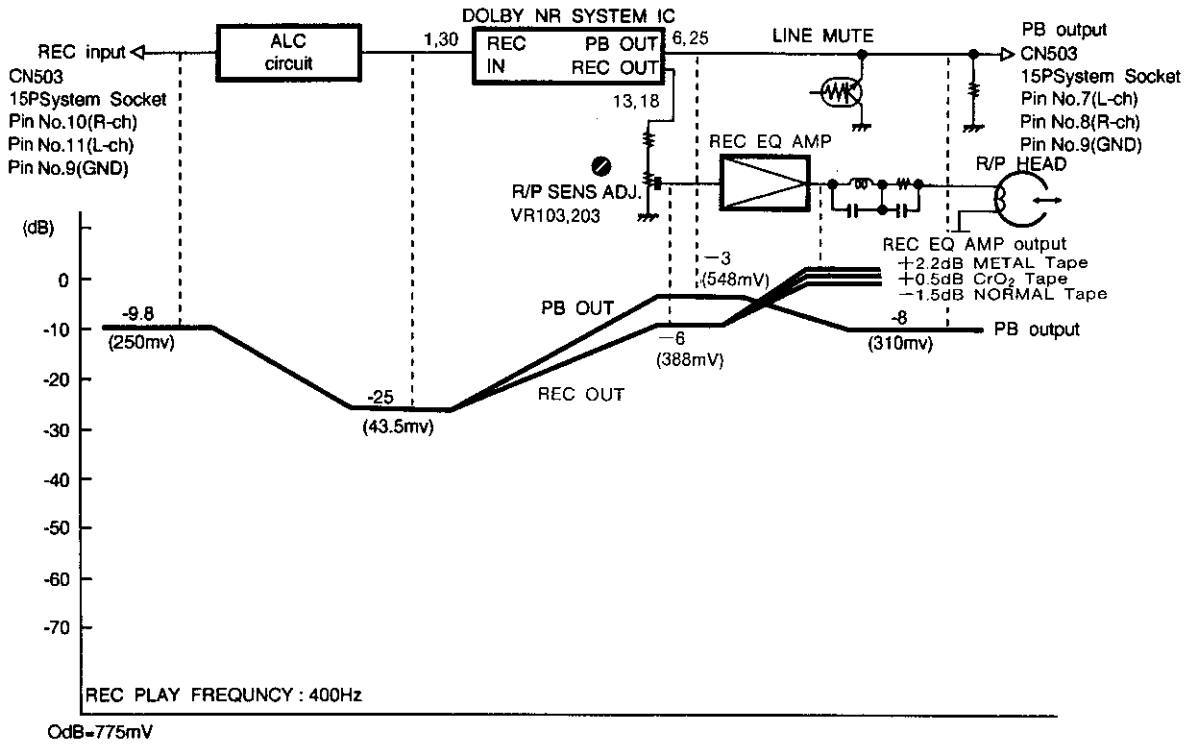 DOLBY NR SYSTEM IC
REC input
CN503
15PSystem Socket
Pin No.10(R-ch)
Pin No.11(L-ch)
Pin No.9(GND)
ALC
circuit
1,30
REC
IN
PB OUT
REC OUT
6,25
13,18
LINE MUTE
PB output
CN503
15PSystem Socket
Pin No.7(L-ch)
Pin No.8(R-ch)
Pin No.9(GND)
R/P HEAD
REC EQ AMP
R/P SENS ADJ.
VR103,203
REC EQ AMP output
+2.2dB METAL Tape
+0.5dB CrO2 Tape
−1.5dB NORMAL Tape
(dB)
0
-10
-20
-30
-40
-50
-60
-70
-9.8
(250mv)
-25
(43.5mv)
PB OUT
REC OUT
−3
(548mV)
−6
(388mV)
-8
(310mv)
PB output
REC PLAY FREQUNCY : 400Hz
OdB=775mV